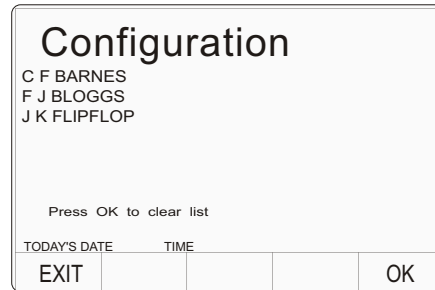 Configuration
C F BARNES
F J BLOGGS
J K FLIPFLOP
Press OK to clear list
TODAY'S DATE TIME
EXIT OK